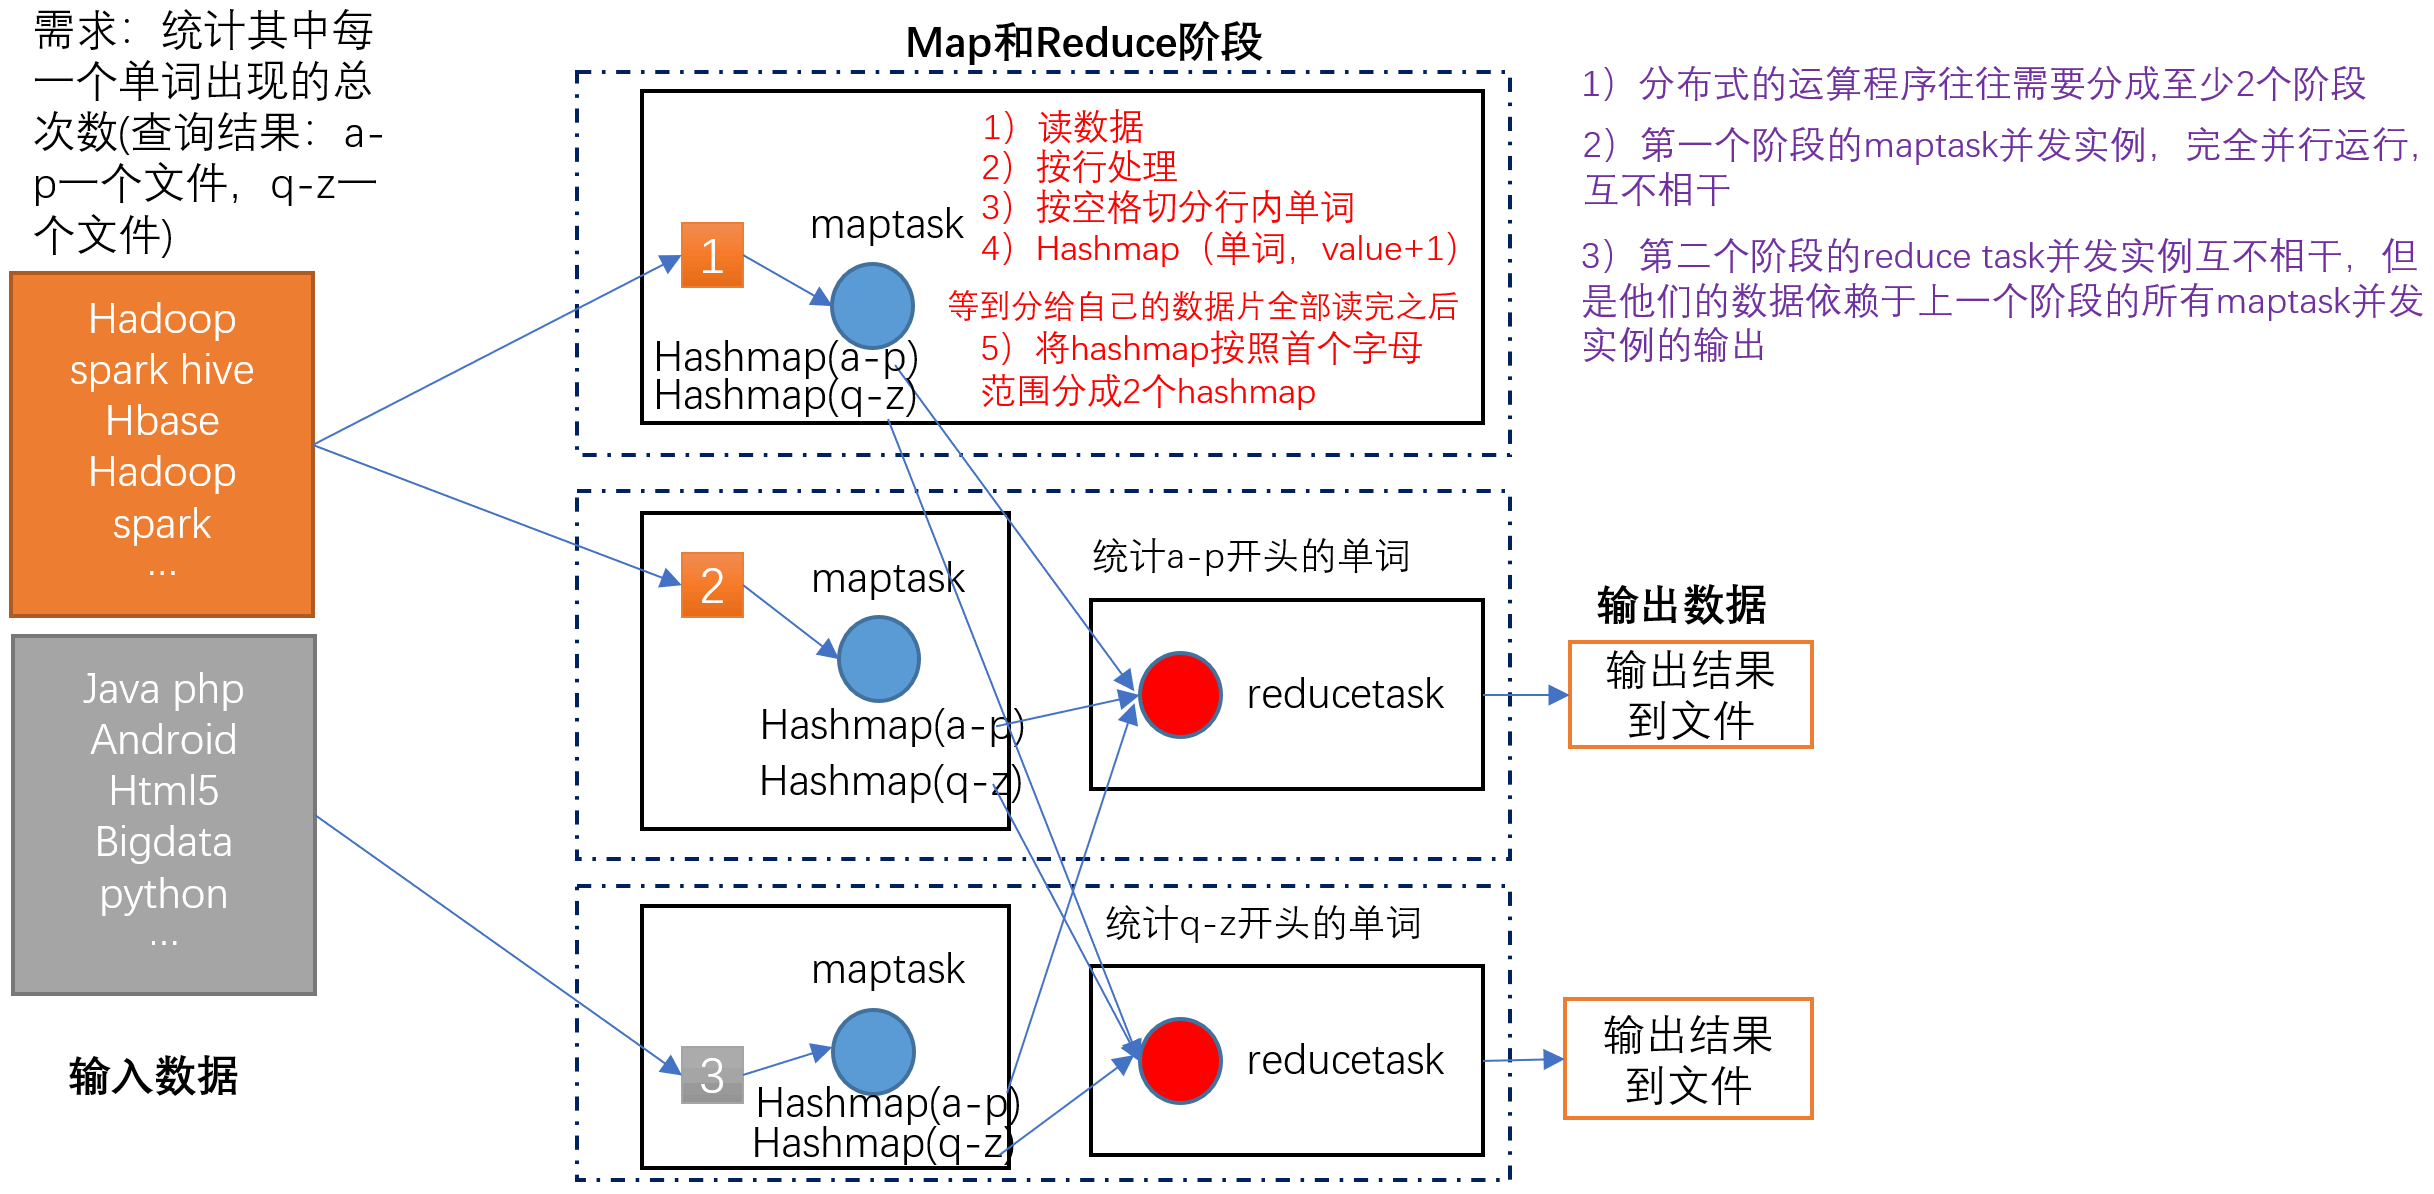 需求：统计其中每
一个单词出现的总
次数(查询结果：a-
p一个文件，q-z一
个文件)
Hadoop
spark hive
Hbase
Hadoop
spark
...
Java php
Android
Html5
Bigdata
python
...
输入数据
Map和Reduce阶段
1）读数据
2）按行处理
3）按空格切分行内单词
4）Hashmap（单词，value+1）
等到分给自己的数据片全部读完之后
5）将hashmap按照首个字母
范围分成2个hashmap
1
maptask
Hashmap(a-p)
Hashmap(q-z)
2
maptask
Hashmap(a-p)
Hashmap(q-z)
统计a-p开头的单词
reducetask
3
maptask
Hashmap(a-p)
Hashmap(q-z)
统计q-z开头的单词
reducetask
1）分布式的运算程序往往需要分成至少2个阶段
2）第一个阶段的maptask并发实例，完全并行运行，
互不相干
3）第二个阶段的reduce task并发实例互不相干，但
是他们的数据依赖于上一个阶段的所有maptask并发
实例的输出
输出数据
输出结果
到文件
输出结果
到文件